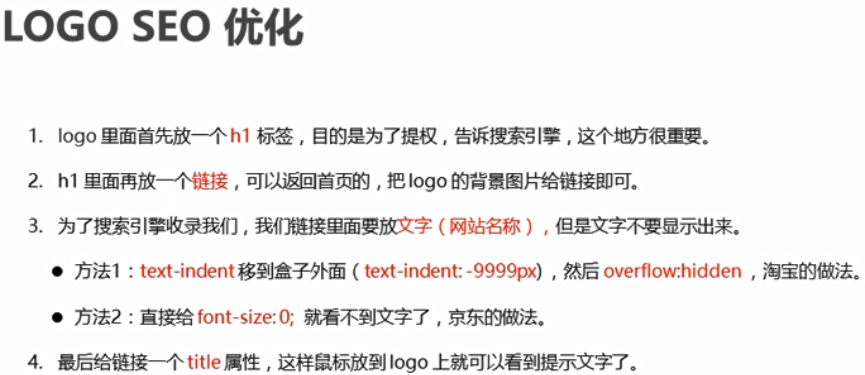 LOGO SEO 优化
1. logo 里面首先放一个 h1 标签，目的是为了提权，告诉搜索引擎，这个地方很重要。
2. h1 里面再放一个链接，可以返回首页的，把 logo 的背景图片给链接即可。
3. 为了搜索引擎收录我们，我们链接里面要放文字（网站名称），但是文字不要显示出来。
● 方法1：text-indent 移到盒子外面（text-indent: -9999px)，然后 overflow:hidden ，淘宝的做法。
● 方法2：直接给 font-size: 0; 就看不到文字了，京东的做法。
4. 最后给链接一个 title 属性，这样鼠标放到 logo 上就可以看到提示文字了。